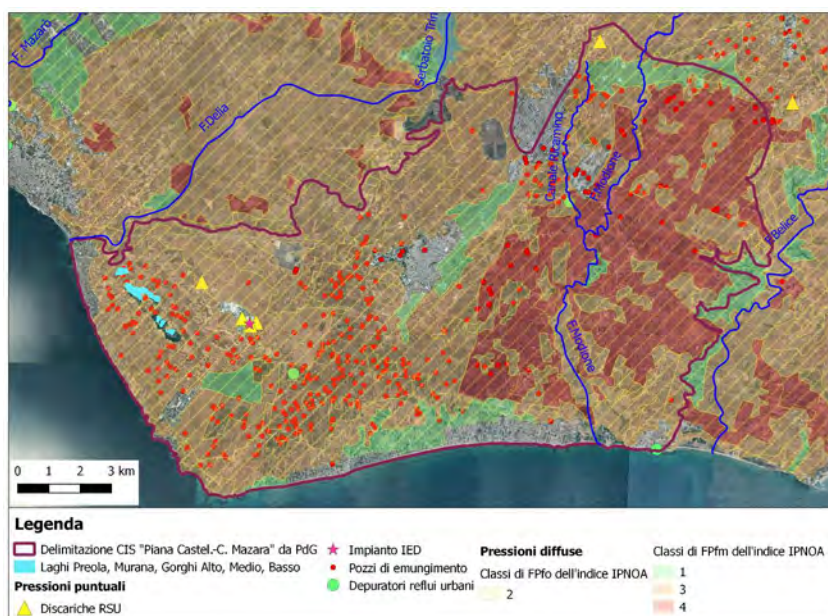 F. Mazarò
F.Delia
Serbatoio Trin
Canale Ricamino
F.Modione
F.Modione
F.Belice
0 1 2 3 km
Legenda
Delimitazione CIS "Piana Castel.-C. Mazara" da PdG
Laghi Preola, Murana, Gorghi Alto, Medio, Basso
Pressioni puntuali
Discariche RSU
Impianto IED
Pozzi di emungimento
Depuratori reflui urbani
Pressioni diffuse
Classi di FPfo dell'indice IPNOA
2
Classi di FPfm dell'indice IPNOA
1
3
4